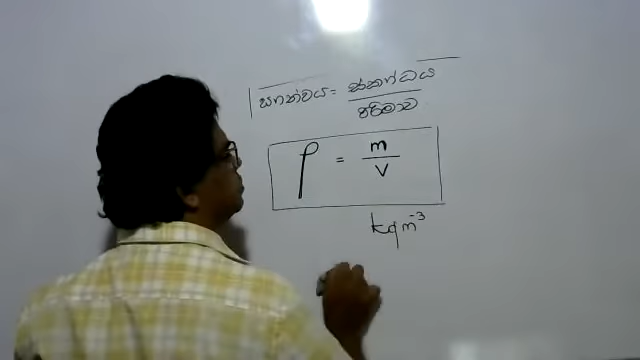 ඝනත්වය = ස්කන්ධය / පරිමාව
ρ = m / v
kg m⁻³